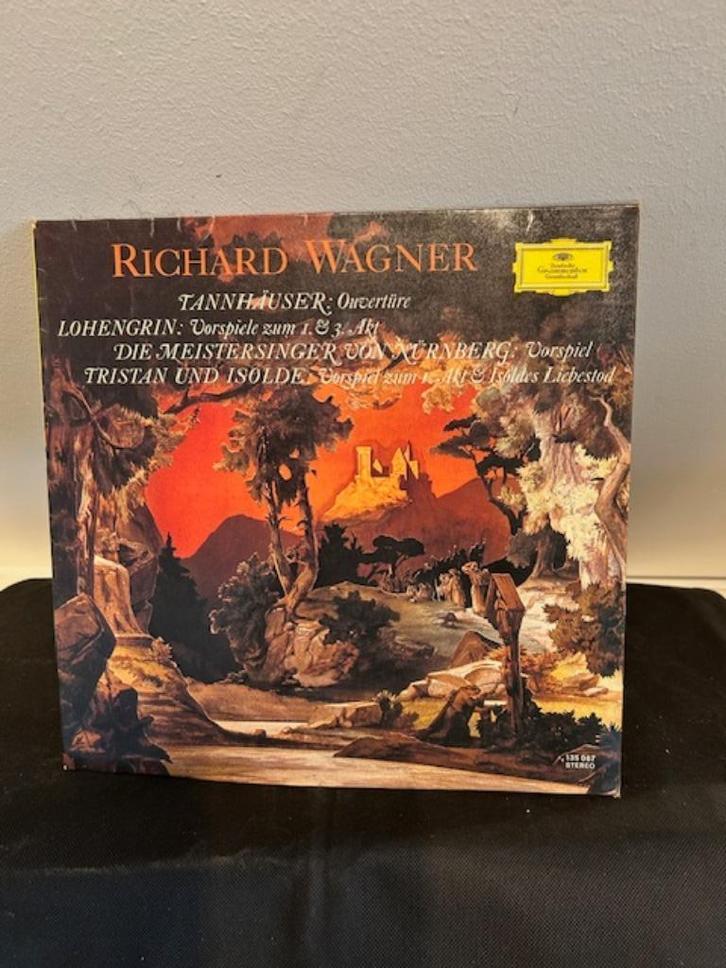 RICHARD WAGNER
Deutsche
Grammophon
Gesellschaft
TANNHÄUSER: Ouvertüre
LOHENGRIN: Vorspiele zum 1. & 3. Akt
DIE MEISTERSINGER VON NÜRNBERG: Vorspiel
TRISTAN UND ISOLDE: Vorspiel zum 1. Akt & Isoldes Liebestod
135 087
STEREO